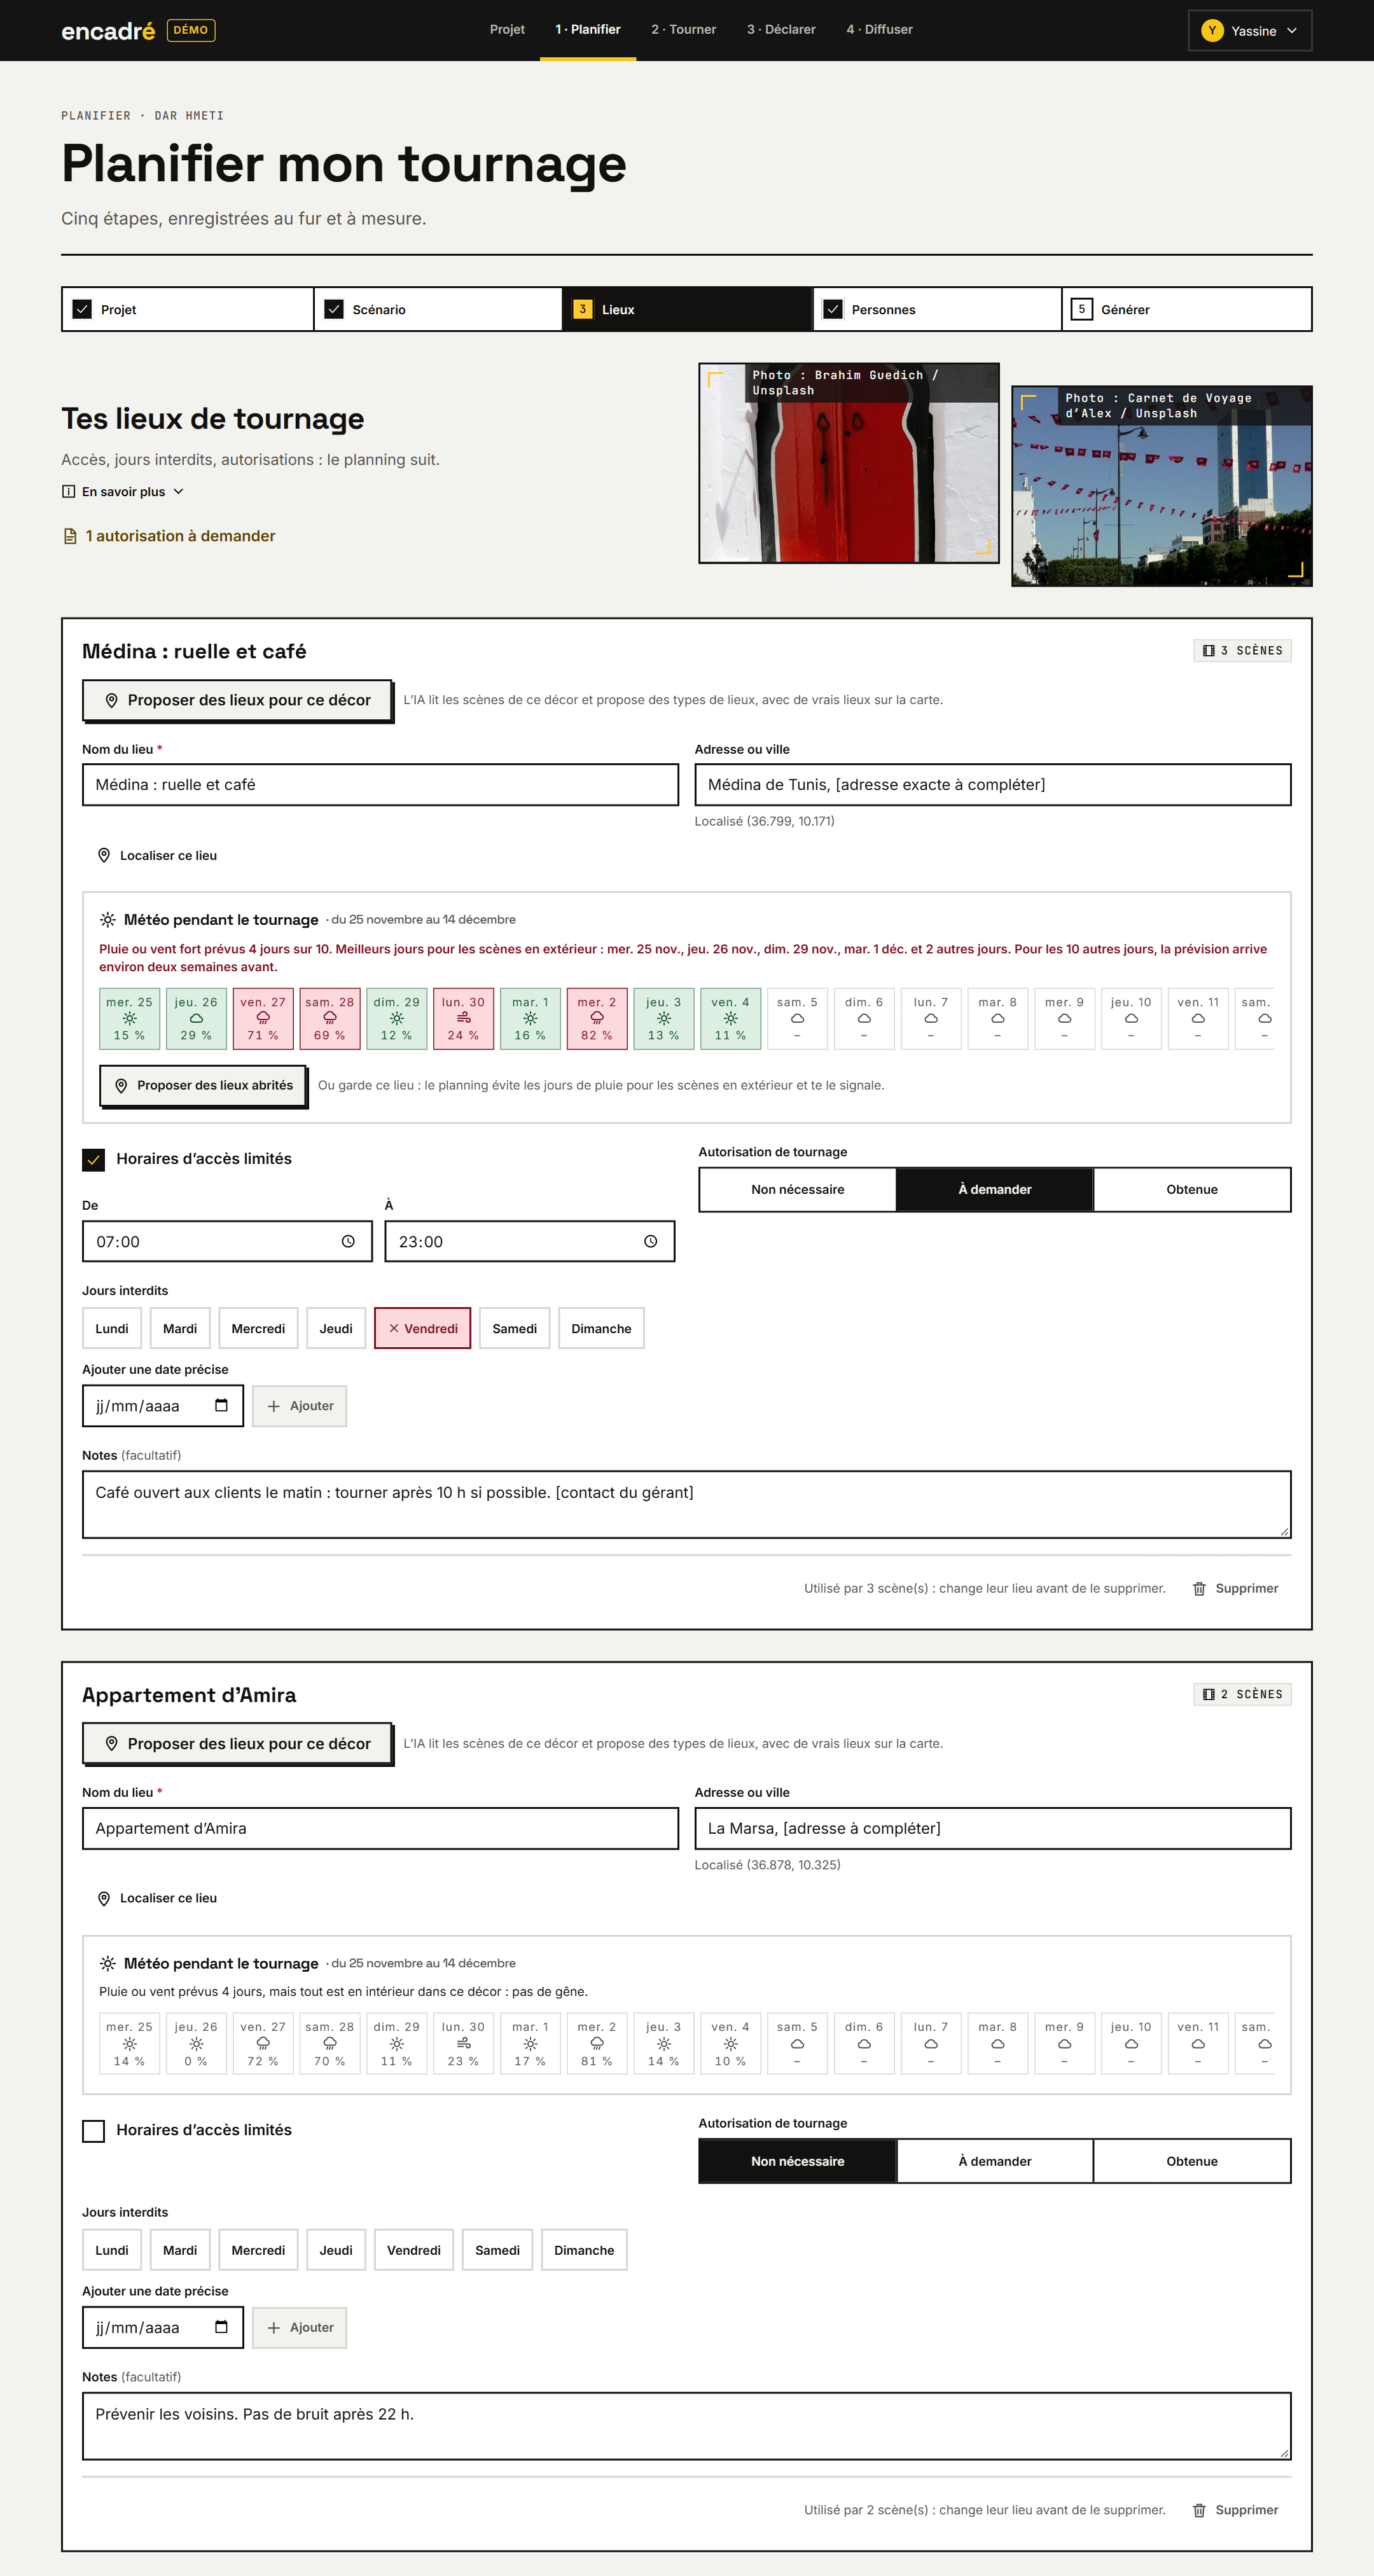 encadré DÉMO Projet 1 · Planifier 2 · Tourner 3 · Déclarer 4 · Diffuser Y Yassine
PLANIFIER · DAR HMETI
Planifier mon tournage
Cinq étapes, enregistrées au fur et à mesure.
Projet Scénario 3 Lieux Personnes 5 Générer
Photo : Brahim Guedich /
Unsplash
Photo : Carnet de Voyage
d’Alex / Unsplash
Tes lieux de tournage
Accès, jours interdits, autorisations : le planning suit.
En savoir plus
1 autorisation à demander
Médina : ruelle et café 3 SCÈNES
Proposer des lieux pour ce décor L’IA lit les scènes de ce décor et propose des types de lieux, avec de vrais lieux sur la carte.
Nom du lieu * Adresse ou ville
Médina : ruelle et café Médina de Tunis, [adresse exacte à compléter]
Localisé (36.799, 10.171)
Localiser ce lieu
Météo pendant le tournage · du 25 novembre au 14 décembre
Pluie ou vent fort prévus 4 jours sur 10. Meilleurs jours pour les scènes en extérieur : mer. 25 nov., jeu. 26 nov., dim. 29 nov., mar. 1 déc. et 2 autres jours. Pour les 10 autres jours, la prévision arrive
environ deux semaines avant.
mer. 25 jeu. 26 ven. 27 sam. 28 dim. 29 lun. 30 mar. 1 mer. 2 jeu. 3 ven. 4 sam. 5 dim. 6 lun. 7 mar. 8 mer. 9 jeu. 10 ven. 11 sam.
15 % 29 % 71 % 69 % 12 % 24 % 16 % 82 % 13 % 11 % – – – – – – – –
Proposer des lieux abrités Ou garde ce lieu : le planning évite les jours de pluie pour les scènes en extérieur et te le signale.
Horaires d’accès limités Autorisation de tournage
Non nécessaire À demander Obtenue
De À
07:00 23:00
Jours interdits
Lundi Mardi Mercredi Jeudi Vendredi Samedi Dimanche
Ajouter une date précise
jj/mm/aaaa Ajouter
Notes (facultatif)
Café ouvert aux clients le matin : tourner après 10 h si possible. [contact du gérant]
Utilisé par 3 scène(s) : change leur lieu avant de le supprimer. Supprimer
Appartement d’Amira 2 SCÈNES
Proposer des lieux pour ce décor L’IA lit les scènes de ce décor et propose des types de lieux, avec de vrais lieux sur la carte.
Nom du lieu * Adresse ou ville
Appartement d’Amira La Marsa, [adresse à compléter]
Localisé (36.878, 10.325)
Localiser ce lieu
Météo pendant le tournage · du 25 novembre au 14 décembre
Pluie ou vent prévus 4 jours, mais tout est en intérieur dans ce décor : pas de gêne.
mer. 25 jeu. 26 ven. 27 sam. 28 dim. 29 lun. 30 mar. 1 mer. 2 jeu. 3 ven. 4 sam. 5 dim. 6 lun. 7 mar. 8 mer. 9 jeu. 10 ven. 11 sam.
14 % 0 % 72 % 70 % 11 % 23 % 17 % 81 % 14 % 10 % – – – – – – – –
Horaires d’accès limités Autorisation de tournage
Non nécessaire À demander Obtenue
Jours interdits
Lundi Mardi Mercredi Jeudi Vendredi Samedi Dimanche
Ajouter une date précise
jj/mm/aaaa Ajouter
Notes (facultatif)
Prévenir les voisins. Pas de bruit après 22 h.
Utilisé par 2 scène(s) : change leur lieu avant de le supprimer. Supprimer